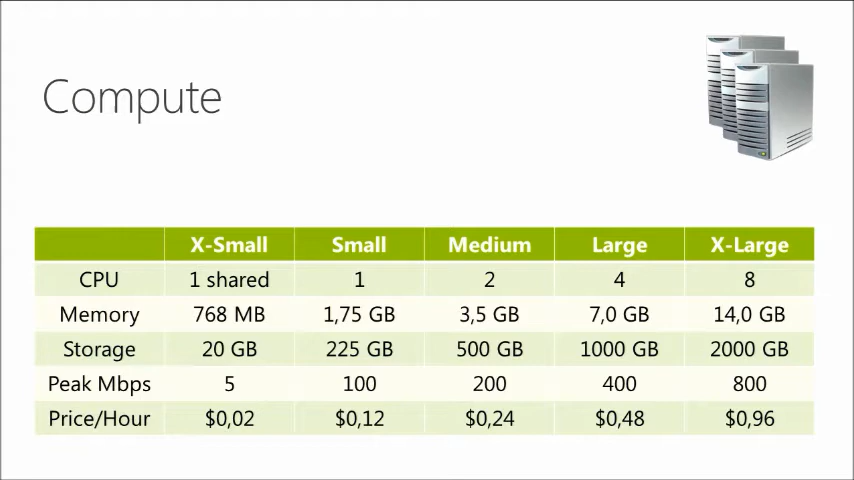 Compute
X-Small Small Medium Large X-Large
CPU 1 shared 1 2 4 8
Memory 768 MB 1,75 GB 3,5 GB 7,0 GB 14,0 GB
Storage 20 GB 225 GB 500 GB 1000 GB 2000 GB
Peak Mbps 5 100 200 400 800
Price/Hour $0,02 $0,12 $0,24 $0,48 $0,96